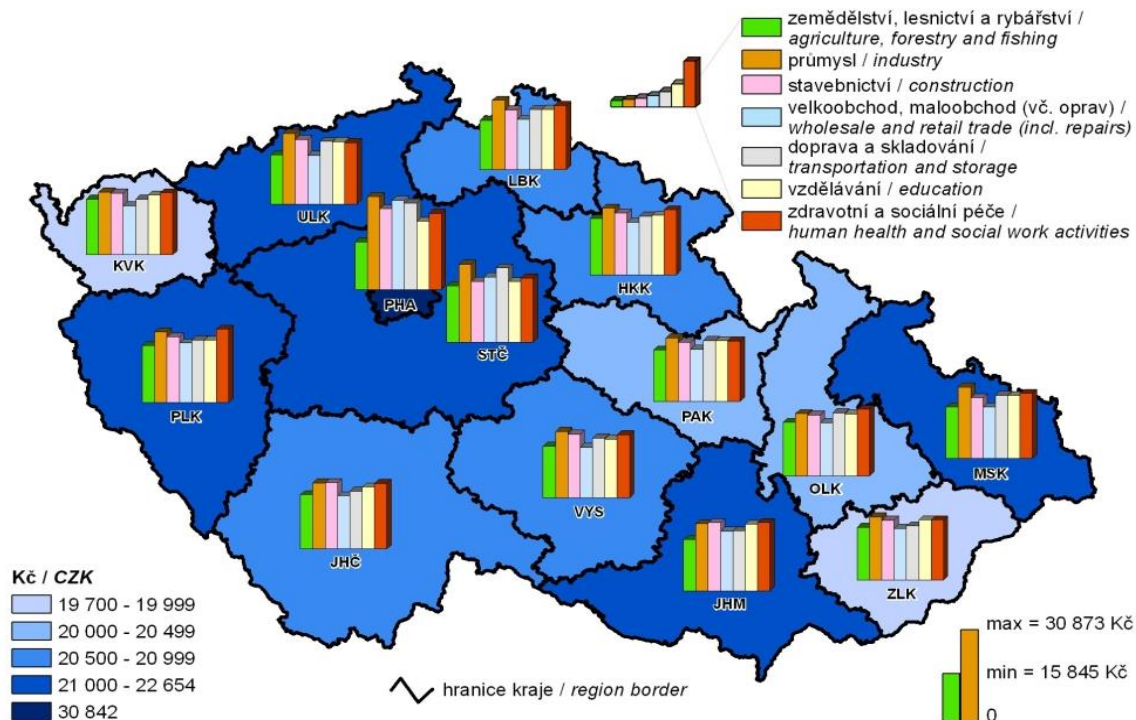 zemědělství, lesnictví a rybářství /
agriculture, forestry and fishing
průmysl / industry
stavebnictví / construction
velkoobchod, maloobchod (vč. oprav) /
wholesale and retail trade (incl. repairs)
doprava a skladování /
transportation and storage
vzdělávání / education
zdravotní a sociální péče /
human health and social work activities
LBK
ULK
KVK
PHA
HKK
STČ
PLK
PAK
OLK
MSK
VYS
JHČ
JHM
ZLK
Kč / CZK
19 700 - 19 999
20 000 - 20 499
20 500 - 20 999
21 000 - 22 654
30 842
hranice kraje / region border
max = 30 873 Kč
min = 15 845 Kč
0